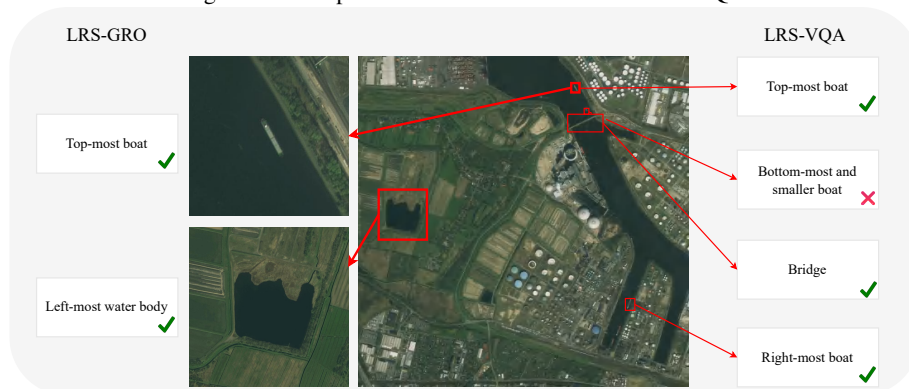 LRS-GRO
LRS-VQA
Top-most boat
Left-most water body
Top-most boat
Bottom-most and
smaller boat
Bridge
Right-most boat